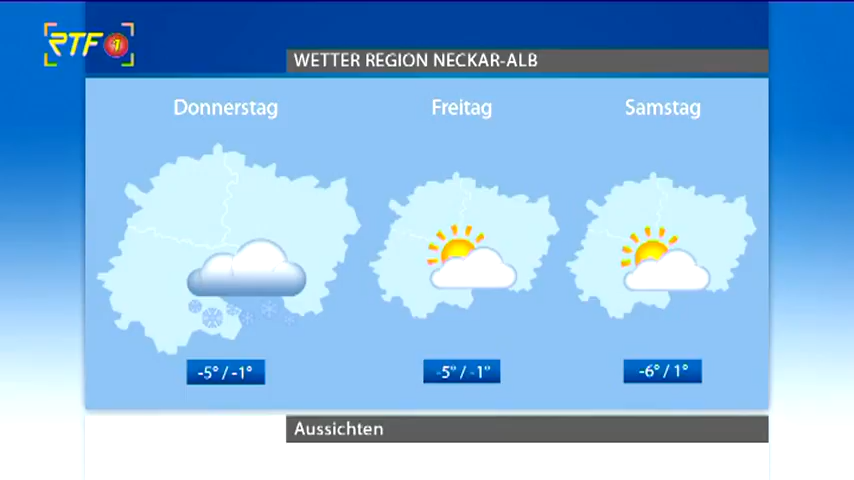 RTF 1
WETTER REGION NECKAR-ALB
Donnerstag
Freitag
Samstag
-5° / -1°
-5° / -1°
-6° / 1°
Aussichten